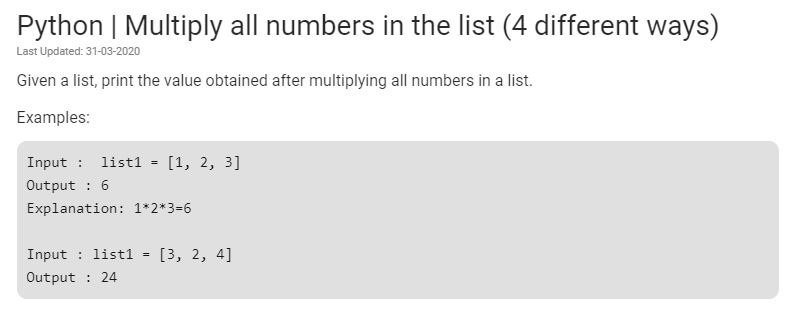 Python | Multiply all numbers in the list (4 different ways)
Last Updated: 31-03-2020
Given a list, print the value obtained after multiplying all numbers in a list.
Examples:
Input :  list1 = [1, 2, 3]
Output : 6
Explanation: 1*2*3=6
Input : list1 = [3, 2, 4]
Output : 24